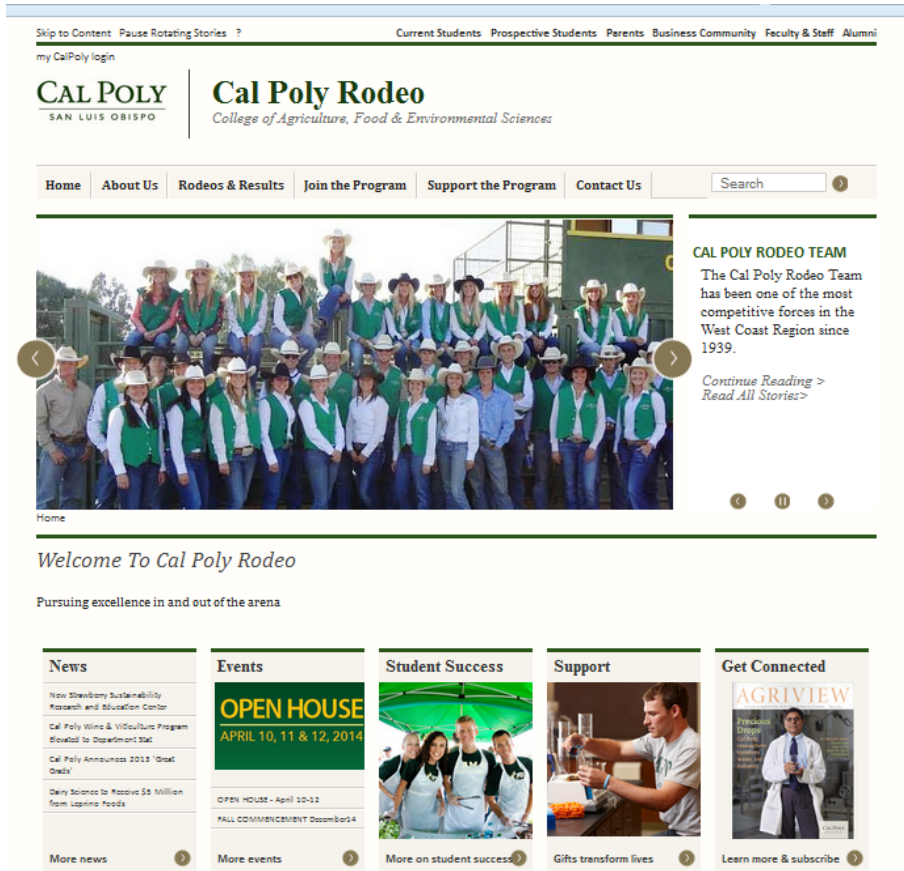 Skip to Content Pause Rotating Stories ?
Current Students Prospective Students Parents Business Community Faculty & Staff Alumni
my CalPoly login
CAL POLY
SAN LUIS OBISPO
Cal Poly Rodeo
College of Agriculture, Food & Environmental Sciences
Home About Us Rodeos & Results Join the Program Support the Program Contact Us
Search
CAL POLY RODEO TEAM
The Cal Poly Rodeo Team
has been one of the most
competitive forces in the
West Coast Region since
1939.
Continue Reading >
Read All Stories>
Home
Welcome To Cal Poly Rodeo
Pursuing excellence in and out of the arena
News
New Strawberry Sustainability
Research and Education Center
Cal Poly Wine & Viticulture Program
Elevated to Department Stat
Cal Poly Announces 2013 'Great
Grads'
Dairy Science to Receive $5 Million
from Leprino Foods
More news
Events
OPEN HOUSE
APRIL 10, 11 & 12, 2014
OPEN HOUSE - April 10-12
FALL COMMENCEMENT December14
More events
Student Success
More on student success
Support
Gifts transform lives
Get Connected
AGRIVIEW
Precious
Drops
CAL POLY
Learn more & subscribe